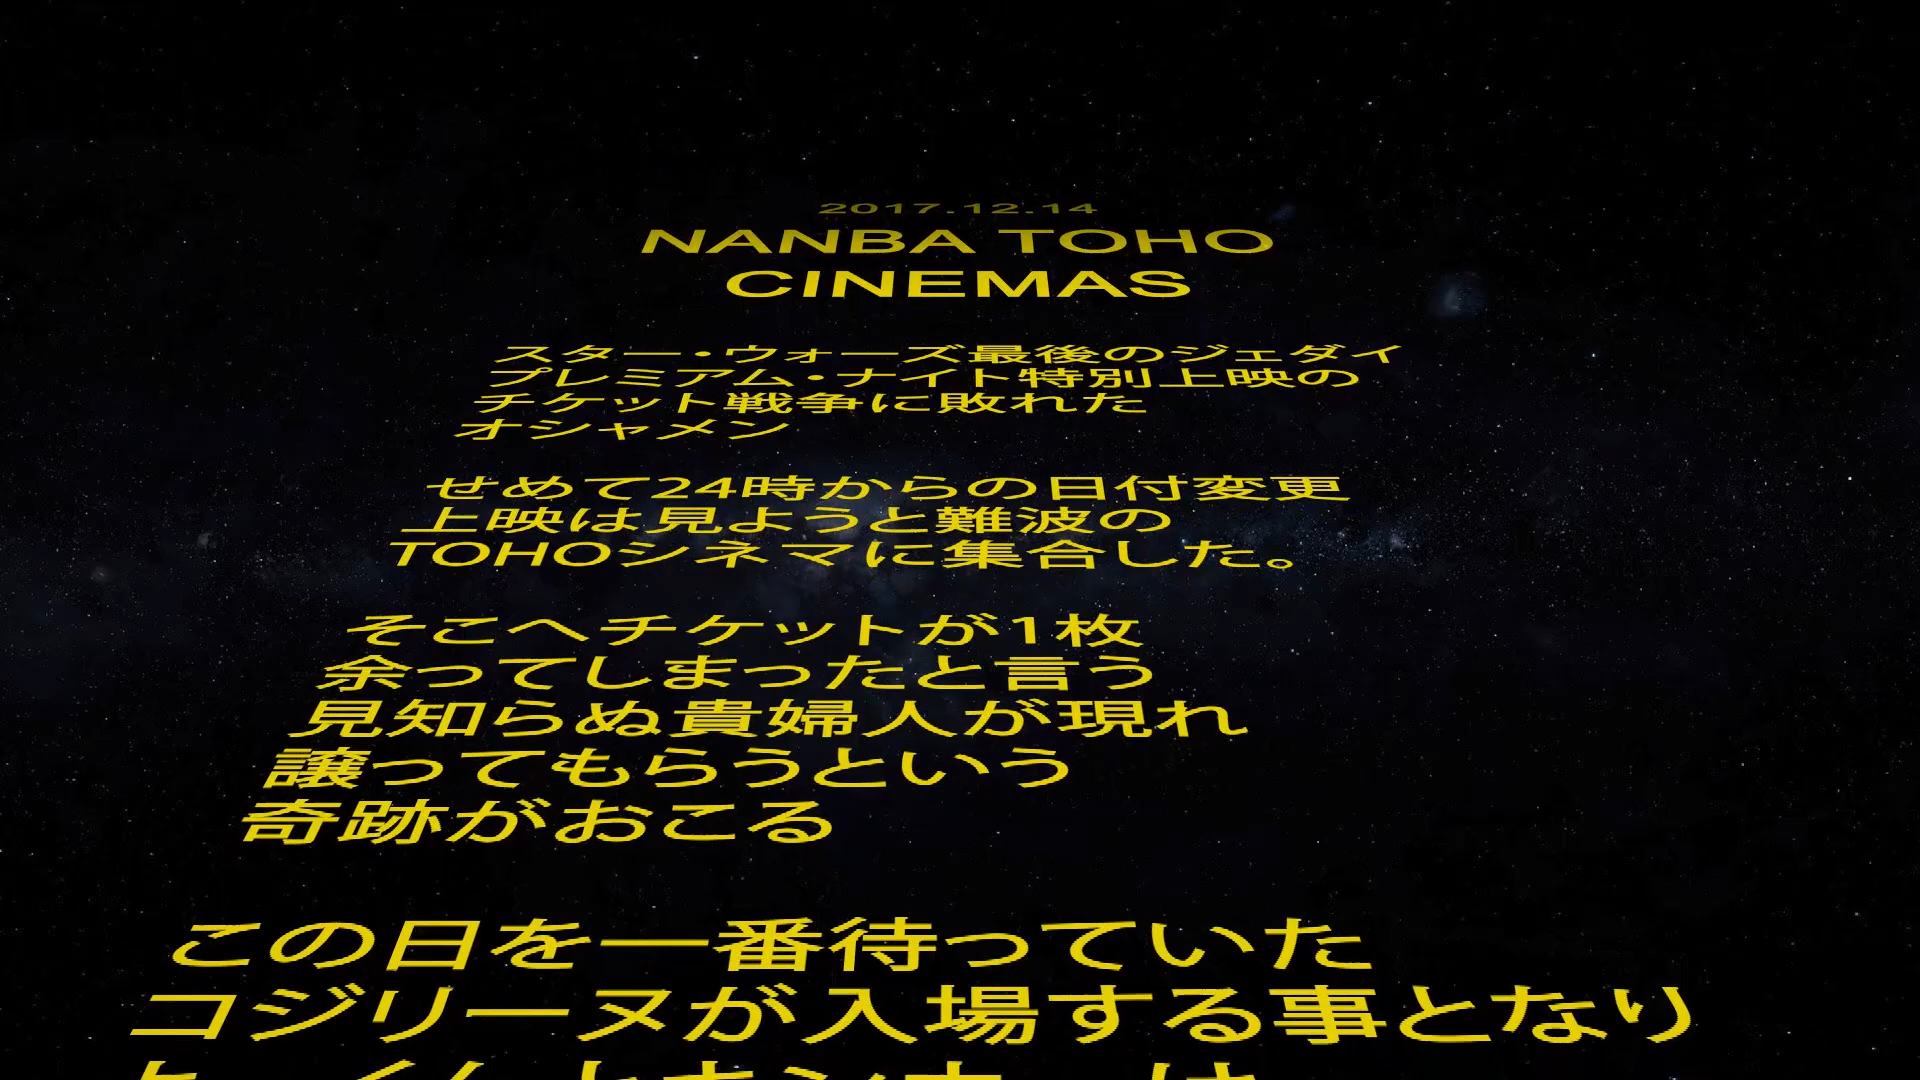 2017.12.14
NANBA TOHO
CINEMAS
スター・ウォーズ最後のジェダイ
プレミアム・ナイト特別上映の
チケット戦争に敗れた
オシャメン
せめて24時からの日付変更
上映は見ようと難波の
TOHOシネマに集合した。
そこへチケットが1枚
余ってしまったと言う
見知らぬ貴婦人が現れ
譲ってもらうという
奇跡がおこる
この日を一番待っていた
コジリーヌが入場する事となり